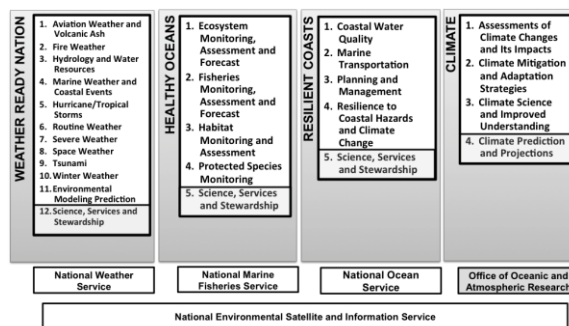 WEATHER READY NATION
1. Aviation Weather and
Volcanic Ash
2. Fire Weather
3. Hydrology and Water
Resources
4. Marine Weather and
Coastal Events
5. Hurricane/Tropical
Storms
6. Routine Weather
7. Severe Weather
8. Space Weather
9. Tsunami
10. Winter Weather
11. Environmental
Modeling Prediction
12. Science, Services and
Stewardship
National Weather
Service
HEALTHY OCEANS
1. Ecosystem
Monitoring,
Assessment and
Forecast
2. Fisheries
Monitoring,
Assessment and
Forecast
3. Habitat
Monitoring and
Assessment
4. Protected Species
Monitoring
5. Science, Services and
Stewardship
National Marine
Fisheries Service
RESILIENT COASTS
1. Coastal Water
Quality
2. Marine
Transportation
3. Planning and
Management
4. Resilience to
Coastal Hazards
and Climate
Change
5. Science, Services and
Stewardship
National Ocean
Service
CLIMATE
1. Assessments of
Climate Changes
and Its Impacts
2. Climate Mitigation
and Adaptation
Strategies
3. Climate Science
and Improved
Understanding
4. Climate Prediction
and Projections
Office of Oceanic and
Atmospheric Research
National Environmental Satellite and Information Service